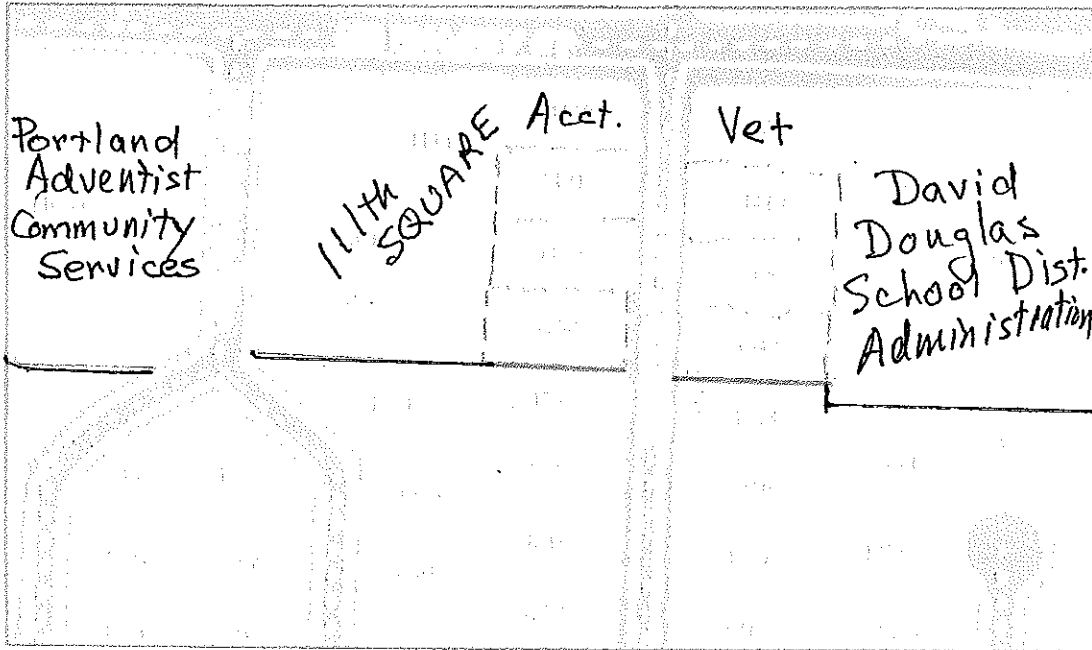 Portland
Adventist
Community
Services
111th
SQUARE
Acct.
Vet
David
Douglas
School Dist.
Administration